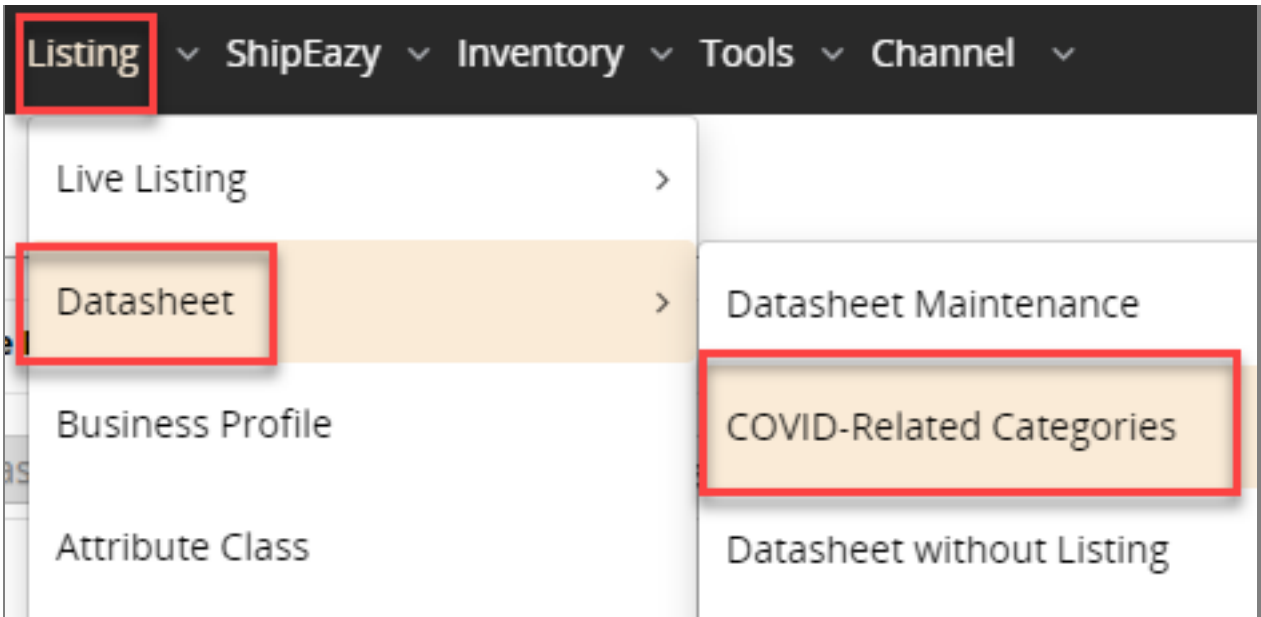 Listing ShipEazy Inventory Tools Channel
Live Listing
Datasheet
Datasheet Maintenance
Business Profile
COVID-Related Categories
Attribute Class
Datasheet without Listing